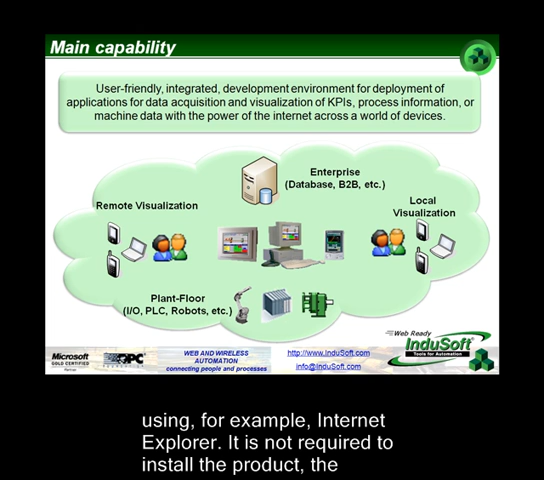 Main capability
User-friendly, integrated, development environment for deployment of
applications for data acquisition and visualization of KPIs, process information, or
machine data with the power of the internet across a world of devices.
Enterprise
(Database, B2B, etc.)
Remote Visualization
Local
Visualization
Plant-Floor
(I/O, PLC, Robots, etc.)
Web Ready
InduSoft
Tools for Automation
Microsoft
GOLD CERTIFIED
Partner
OPC
FOUNDATION
WEB AND WIRELESS
AUTOMATION
connecting people and processes
http://www.InduSoft.com
info@InduSoft.com
using, for example, Internet
Explorer. It is not required to
install the product, the